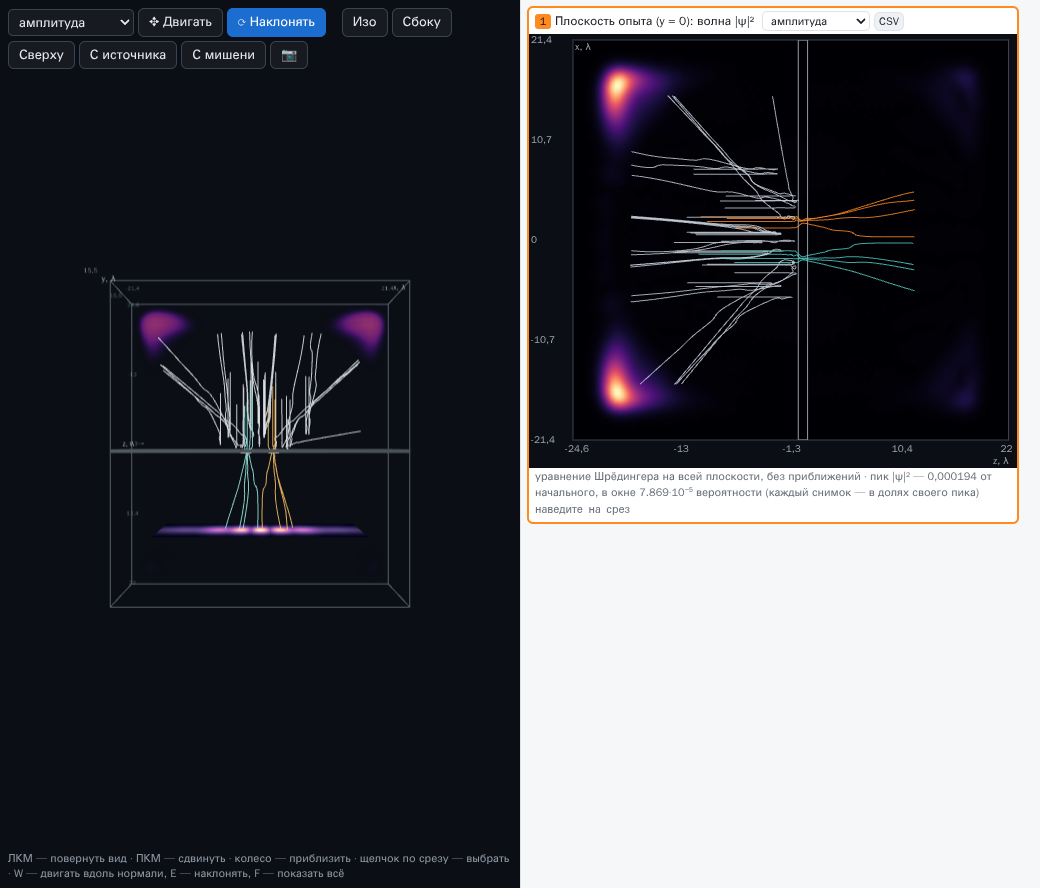 амплитуда
✥ Двигать
⟳ Наклонять
Изо
Сбоку
Сверху
С источника
С мишени
📷
15,5
y, λ
21,4
ЛКМ — повернуть вид · ПКМ — сдвинуть · колесо — приблизить · щелчок по срезу — выбрать
· W — двигать вдоль нормали, E — наклонять, F — показать всё
1 Плоскость опыта (y = 0): волна |ψ|²
амплитуда
CSV
21,4
x, λ
10,7
0
-10,7
-21,4
-24,6
-13
-1,3
10,4
22
z, λ
уравнение Шрёдингера на всей плоскости, без приближений · пик |ψ|² — 0,000194 от
начального, в окне 7.869·10⁻⁵ вероятности (каждый снимок — в долях своего пика)
наведите на срез